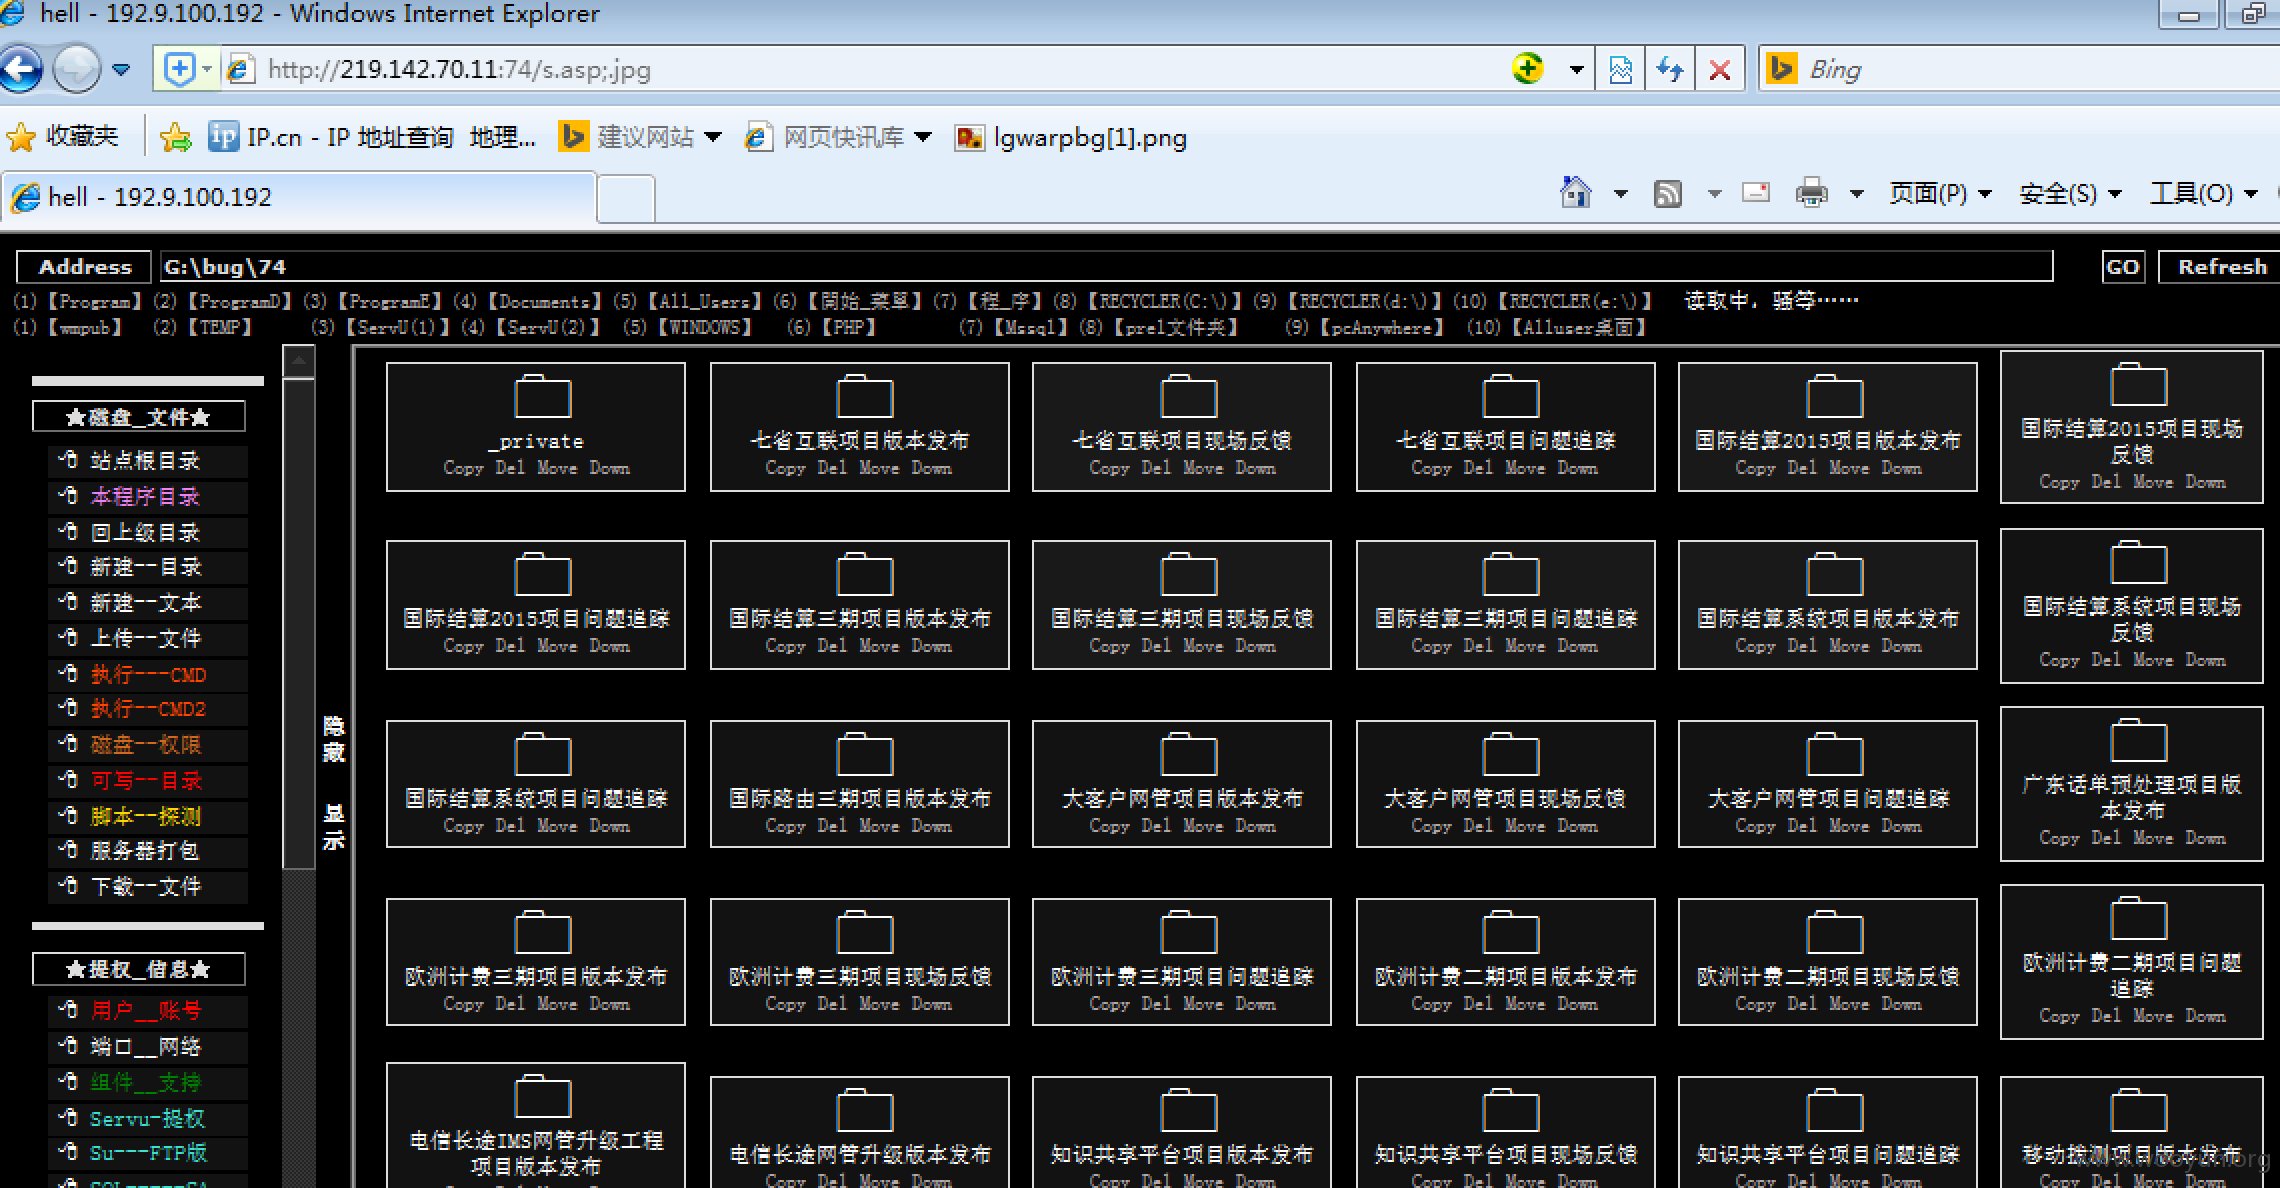 hell - 192.9.100.192 - Windows Internet Explorer
http://219.142.70.11:74/s.asp;.jpg
Bing
收藏夹 IP.cn - IP 地址查询 地理... 建议网站 网页快讯库 lgwarpbg[1].png
hell - 192.9.100.192
页面(P) 安全(S) 工具(O)
Address G:\bug\74 GO Refresh
(1)【Program】(2)【ProgramD】(3)【ProgramE】(4)【Documents】(5)【All_Users】(6)【開始_菜單】(7)【程_序】(8)【RECYCLER(C:\)】(9)【RECYCLER(d:\)】(10)【RECYCLER(e:\)】 读取中，骚等……
(1)【wmpub】 (2)【TEMP】 (3)【ServU(1)】(4)【ServU(2)】 (5)【WINDOWS】 (6)【PHP】 (7)【Mssql】(8)【prel文件夹】 (9)【pcAnywhere】 (10)【Alluser桌面】
★磁盘_文件★
站点根目录
本程序目录
回上级目录
新建--目录
新建--文本
上传--文件
执行---CMD
执行--CMD2
磁盘--权限
可写--目录
脚本--探测
服务器打包
下载--文件
★提权_信息★
用户__账号
端口__网络
组件__支持
Servu-提权
Su---FTP版
隐藏
显示
_private
Copy Del Move Down
七省互联项目版本发布
Copy Del Move Down
七省互联项目现场反馈
Copy Del Move Down
七省互联项目问题追踪
Copy Del Move Down
国际结算2015项目版本发布
Copy Del Move Down
国际结算2015项目现场
反馈
Copy Del Move Down
国际结算2015项目问题追踪
Copy Del Move Down
国际结算三期项目版本发布
Copy Del Move Down
国际结算三期项目现场反馈
Copy Del Move Down
国际结算三期项目问题追踪
Copy Del Move Down
国际结算系统项目版本发布
Copy Del Move Down
国际结算系统项目现场
反馈
Copy Del Move Down
国际结算系统项目问题追踪
Copy Del Move Down
国际路由三期项目版本发布
Copy Del Move Down
大客户网管项目版本发布
Copy Del Move Down
大客户网管项目现场反馈
Copy Del Move Down
大客户网管项目问题追踪
Copy Del Move Down
广东话单预处理项目版
本发布
Copy Del Move Down
欧洲计费三期项目版本发布
Copy Del Move Down
欧洲计费三期项目现场反馈
Copy Del Move Down
欧洲计费三期项目问题追踪
Copy Del Move Down
欧洲计费二期项目版本发布
Copy Del Move Down
欧洲计费二期项目现场反馈
Copy Del Move Down
欧洲计费二期项目问题
追踪
Copy Del Move Down
电信长途IMS网管升级工程
项目版本发布
电信长途网管升级版本发布
Copy Del Move Down
知识共享平台项目版本发布
Copy Del Move Down
知识共享平台项目现场反馈
Copy Del Move Down
知识共享平台项目问题追踪
Copy Del Move Down
移动拨测项目版本发布
Copy Del Move Down
www.wooyun.org